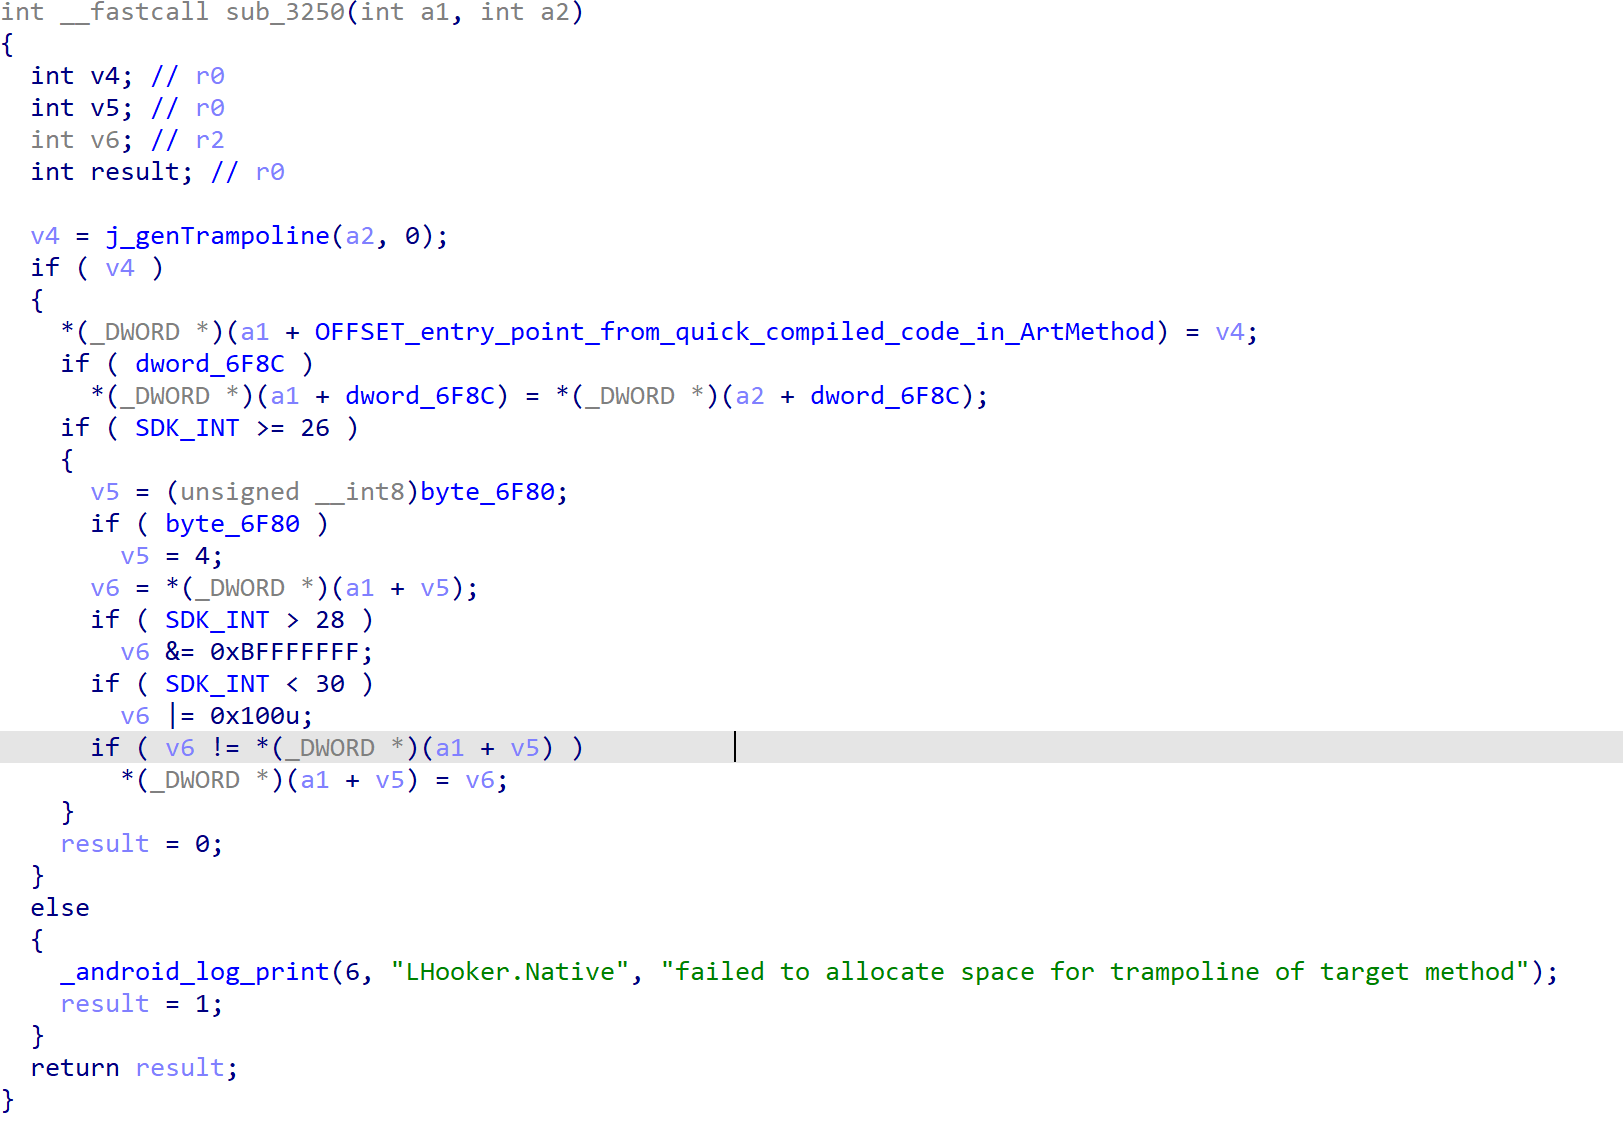 int __fastcall sub_3250(int a1, int a2)
{
  int v4; // r0
  int v5; // r0
  int v6; // r2
  int result; // r0

  v4 = j_genTrampoline(a2, 0);
  if ( v4 )
  {
    *(_DWORD *)(a1 + OFFSET_entry_point_from_quick_compiled_code_in_ArtMethod) = v4;
    if ( dword_6F8C )
      *(_DWORD *)(a1 + dword_6F8C) = *(_DWORD *)(a2 + dword_6F8C);
    if ( SDK_INT >= 26 )
    {
      v5 = (unsigned __int8)byte_6F80;
      if ( byte_6F80 )
        v5 = 4;
      v6 = *(_DWORD *)(a1 + v5);
      if ( SDK_INT > 28 )
        v6 &= 0xBFFFFFFF;
      if ( SDK_INT < 30 )
        v6 |= 0x100u;
      if ( v6 != *(_DWORD *)(a1 + v5) )
        *(_DWORD *)(a1 + v5) = v6;
    }
    result = 0;
  }
  else
  {
    _android_log_print(6, "LHooker.Native", "failed to allocate space for trampoline of target method");
    result = 1;
  }
  return result;
}